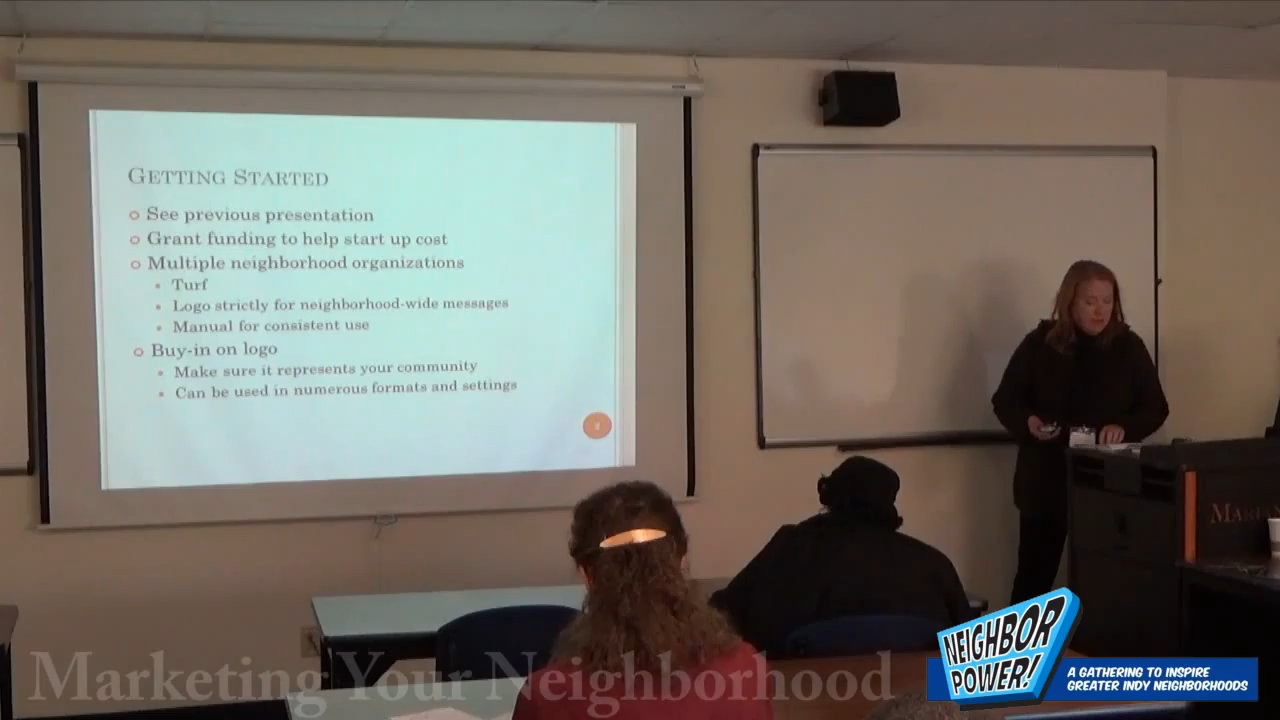 GETTING STARTED
See previous presentation
Grant funding to help start up cost
Multiple neighborhood organizations
Turf
Logo strictly for neighborhood-wide messages
Manual for consistent use
Buy-in on logo
Make sure it represents your community
Can be used in numerous formats and settings
Marketing Your Neighborhood
NEIGHBOR
POWER!
A GATHERING TO INSPIRE
GREATER INDY NEIGHBORHOODS